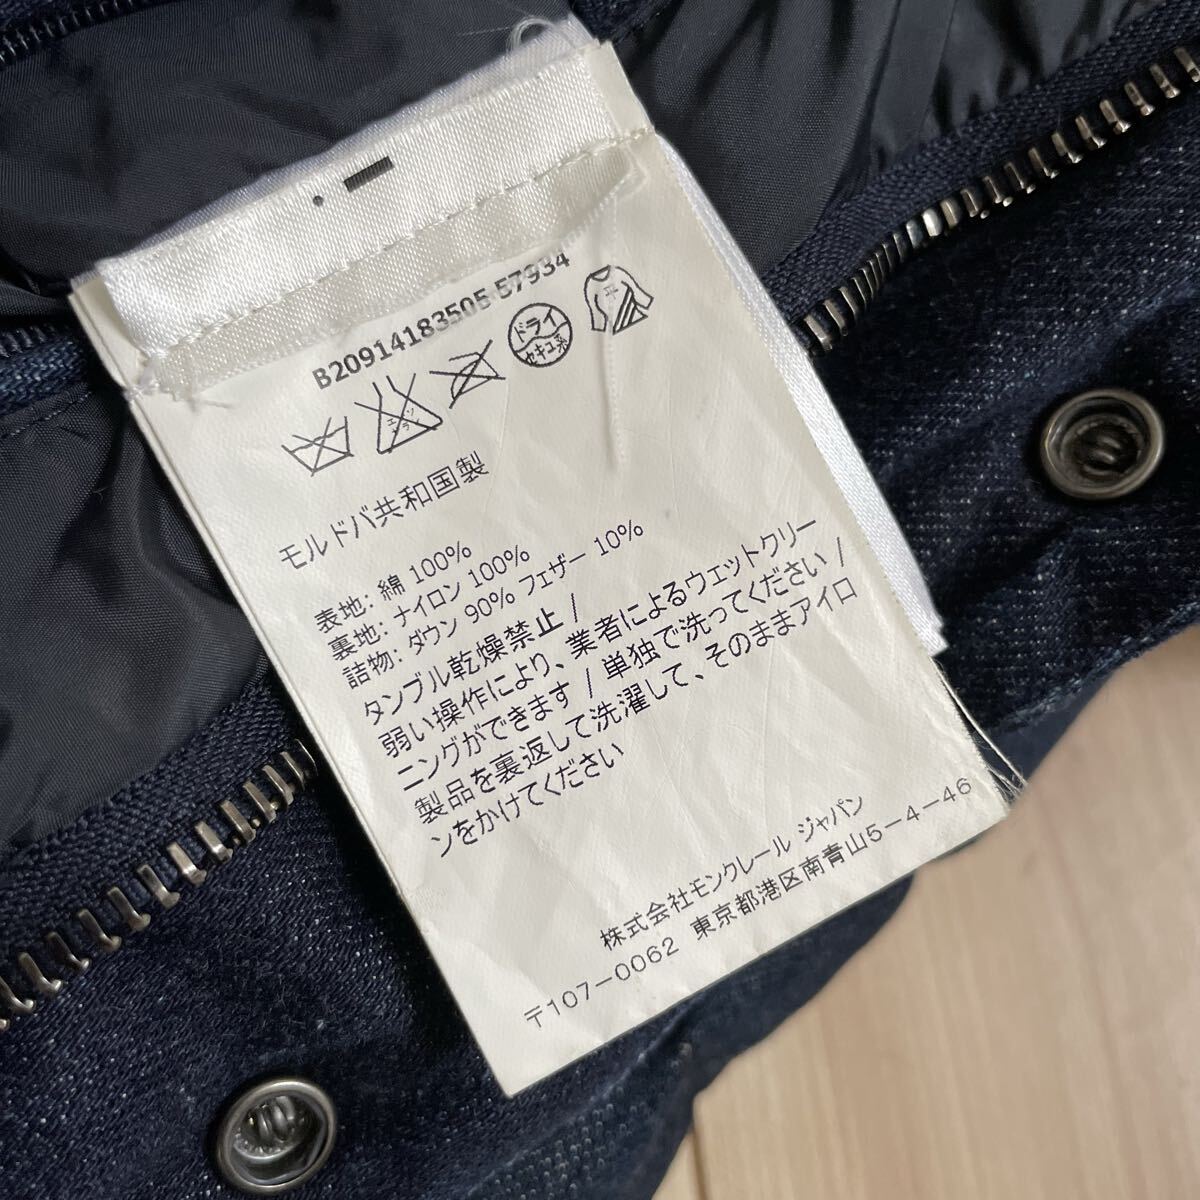 B20914183505 57934
エンソ
ドライ
セキユ系
平
モルドバ共和国製
表地: 綿 100%
裏地: ナイロン 100%
詰物: ダウン 90% フェザー 10%
タンブル乾燥禁止 /
弱い操作により、業者によるウェットクリー
ニングができます / 単独で洗ってください /
製品を裏返して洗濯して、そのままアイロ
ンをかけてください
株式会社モンクレール ジャパン
〒107-0062 東京都港区南青山5-4-46